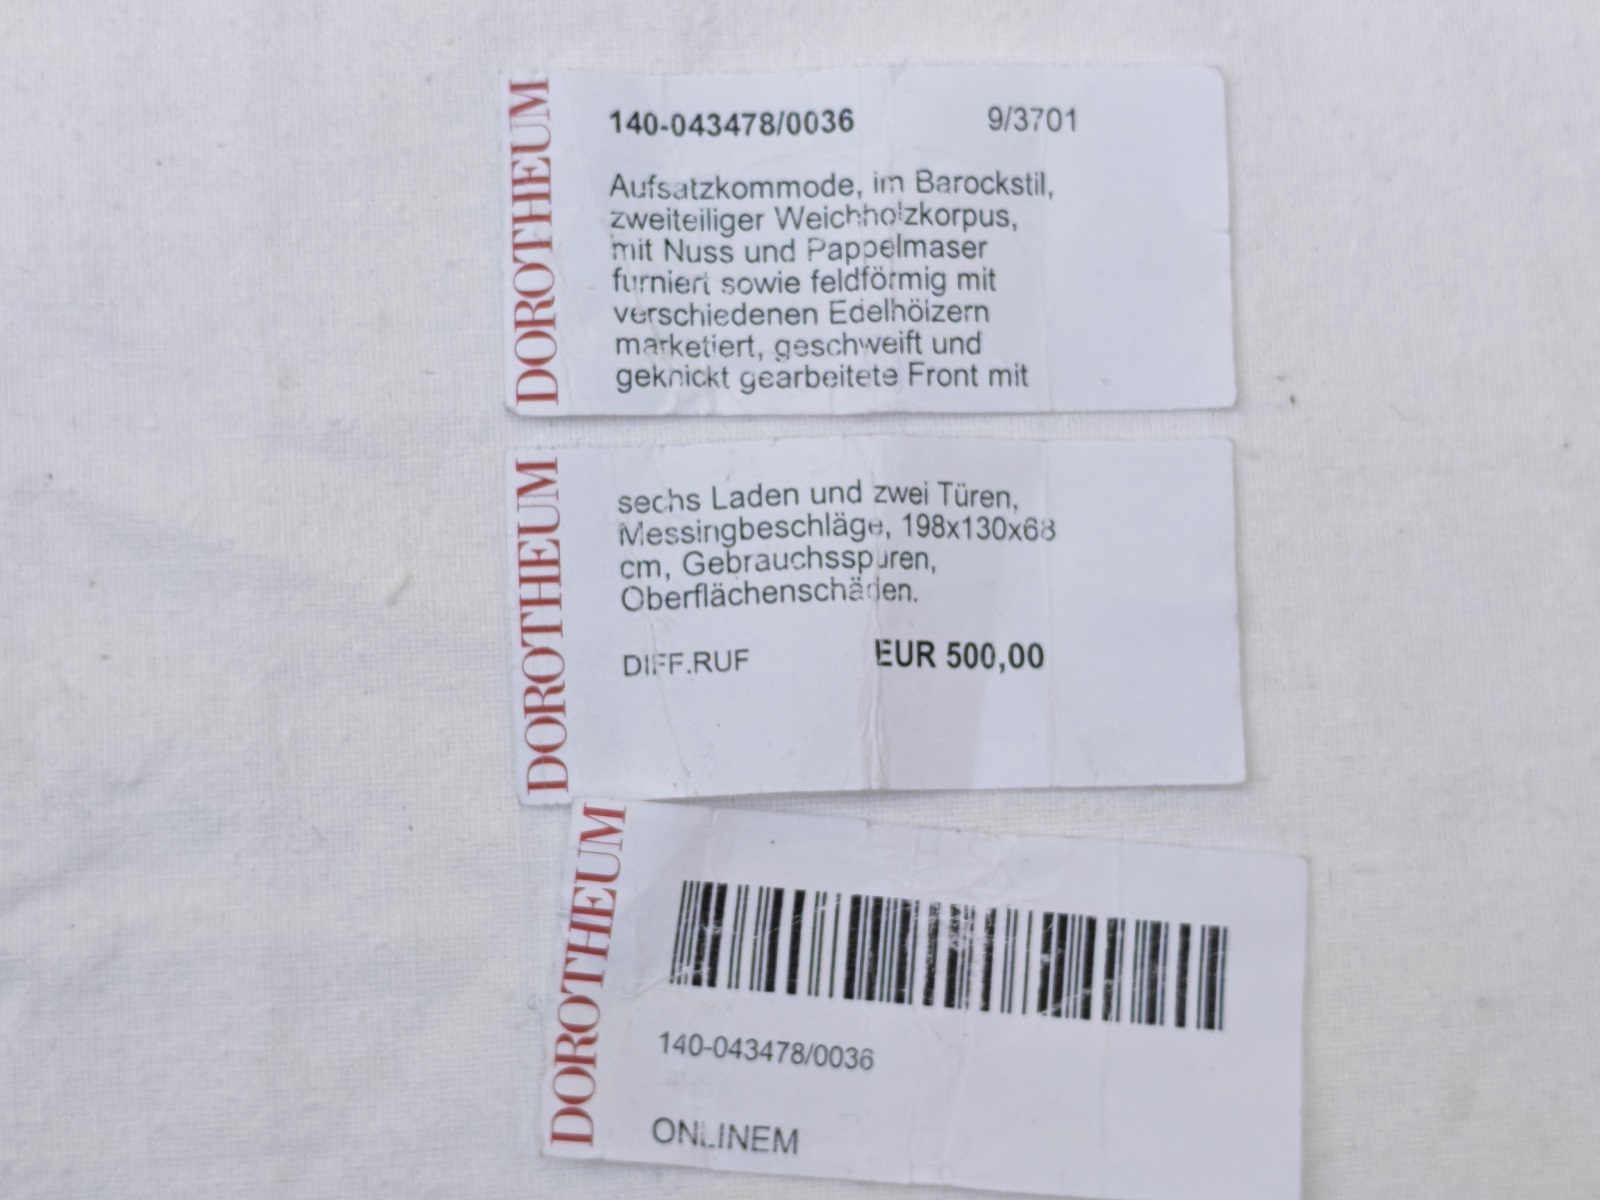 DOROTHEUM
140-043478/0036 9/3701
Aufsatzkommode, im Barockstil,
zweiteiliger Weichholzkorpus,
mit Nuss und Pappelmaser
furniert sowie feldförmig mit
verschiedenen Edelhölzern
marketiert, geschweift und
geknickt gearbeitete Front mit
DOROTHEUM
sechs Laden und zwei Türen,
Messingbeschläge, 198x130x68
cm, Gebrauchsspuren,
Oberflächenschäden.
DIFF.RUF EUR 500,00
DOROTHEUM
140-043478/0036
ONLINEM